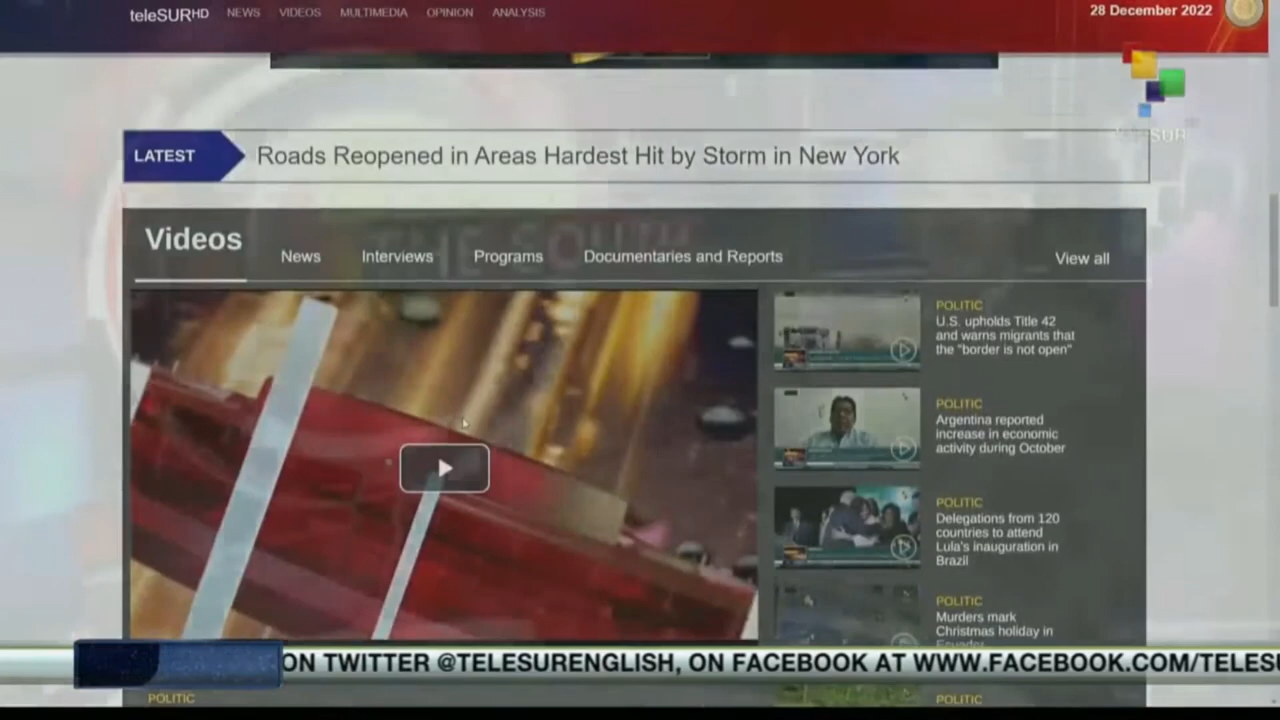 teleSURHD NEWS VIDEOS MULTIMEDIA OPINION ANALYSIS 28 December 2022
LATEST Roads Reopened in Areas Hardest Hit by Storm in New York
THE SOUTH
Videos News Interviews Programs Documentaries and Reports View all
POLITIC
U.S. upholds Title 42
and warns migrants that
the "border is not open"
POLITIC
Argentina reported
increase in economic
activity during October
POLITIC
Delegations from 120
countries to attend
Lula's inauguration in
Brazil
POLITIC
Murders mark
Christmas holiday in
Ecuador
ON TWITTER @TELESURENGLISH, ON FACEBOOK AT WWW.FACEBOOK.COM/TELESU
POLITIC POLITIC